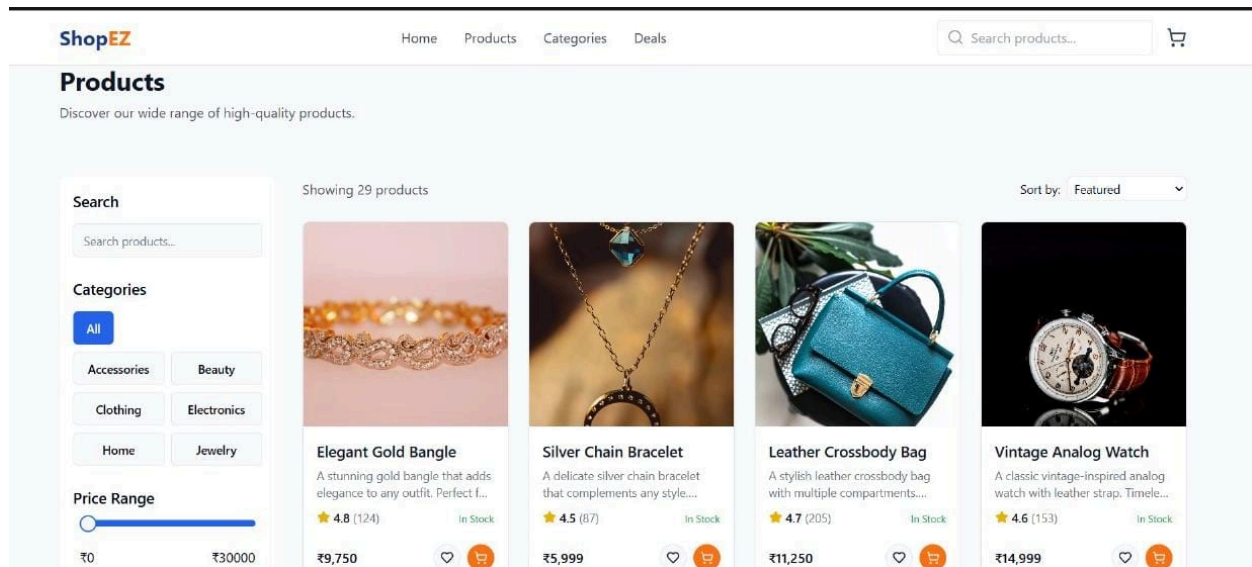 ShopEZ
Home Products Categories Deals
Search products...
Products
Discover our wide range of high-quality products.
Search
Search products...
Categories
All
Accessories Beauty
Clothing Electronics
Home Jewelry
Price Range
₹0 ₹30000
Showing 29 products
Sort by: Featured
Elegant Gold Bangle
A stunning gold bangle that adds
elegance to any outfit. Perfect f...
4.8 (124) In Stock
₹9,750
Silver Chain Bracelet
A delicate silver chain bracelet
that complements any style....
4.5 (87) In Stock
₹5,999
Leather Crossbody Bag
A stylish leather crossbody bag
with multiple compartments....
4.7 (205) In Stock
₹11,250
Vintage Analog Watch
A classic vintage-inspired analog
watch with leather strap. Timele...
4.6 (153) In Stock
₹14,999